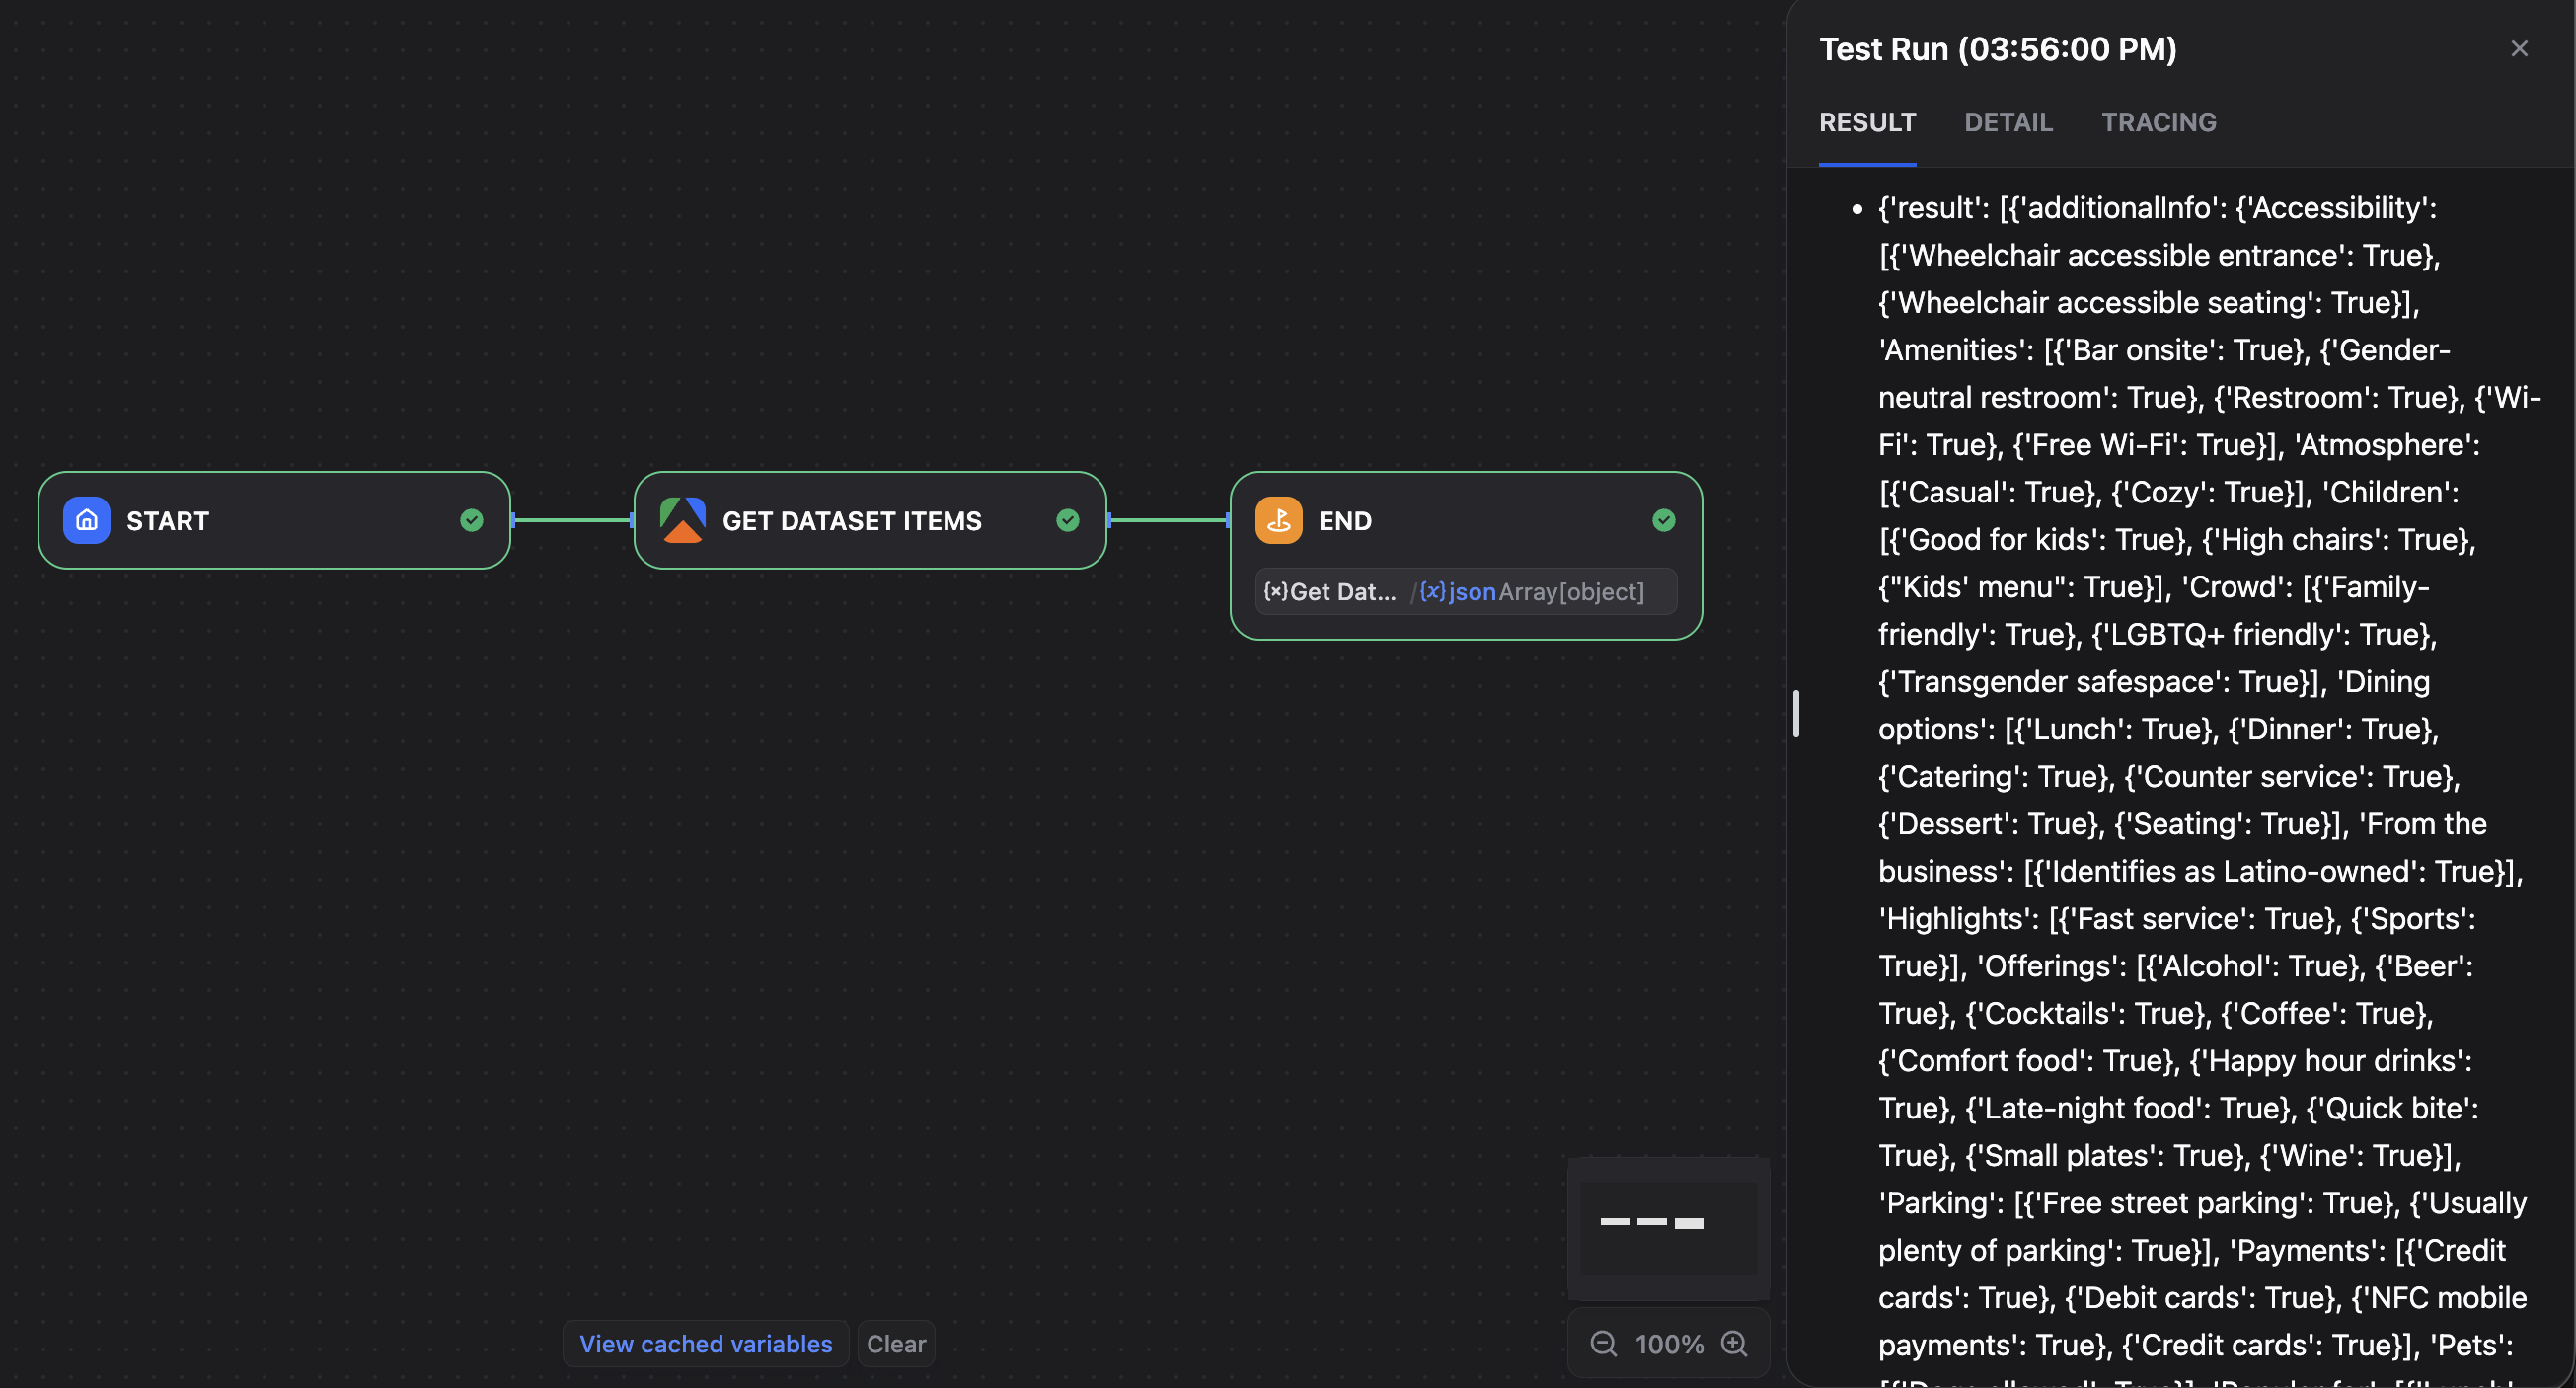 START
GET DATASET ITEMS
END
{x}Get Dat... /{x}json Array[object]
View cached variables
Clear
100%
Test Run (03:56:00 PM)
RESULT
DETAIL
TRACING
{'result': [{'additionalInfo': {'Accessibility':
[{'Wheelchair accessible entrance': True},
{'Wheelchair accessible seating': True}],
'Amenities': [{'Bar onsite': True}, {'Gender-
neutral restroom': True}, {'Restroom': True}, {'Wi-
Fi': True}, {'Free Wi-Fi': True}], 'Atmosphere':
[{'Casual': True}, {'Cozy': True}], 'Children':
[{'Good for kids': True}, {'High chairs': True},
{"Kids' menu": True}], 'Crowd': [{'Family-
friendly': True}, {'LGBTQ+ friendly': True},
{'Transgender safespace': True}], 'Dining
options': [{'Lunch': True}, {'Dinner': True},
{'Catering': True}, {'Counter service': True},
{'Dessert': True}, {'Seating': True}], 'From the
business': [{'Identifies as Latino-owned': True}],
'Highlights': [{'Fast service': True}, {'Sports':
True}], 'Offerings': [{'Alcohol': True}, {'Beer':
True}, {'Cocktails': True}, {'Coffee': True},
{'Comfort food': True}, {'Happy hour drinks':
True}, {'Late-night food': True}, {'Quick bite':
True}, {'Small plates': True}, {'Wine': True}],
'Parking': [{'Free street parking': True}, {'Usually
plenty of parking': True}], 'Payments': [{'Credit
cards': True}, {'Debit cards': True}, {'NFC mobile
payments': True}, {'Credit cards': True}], 'Pets':